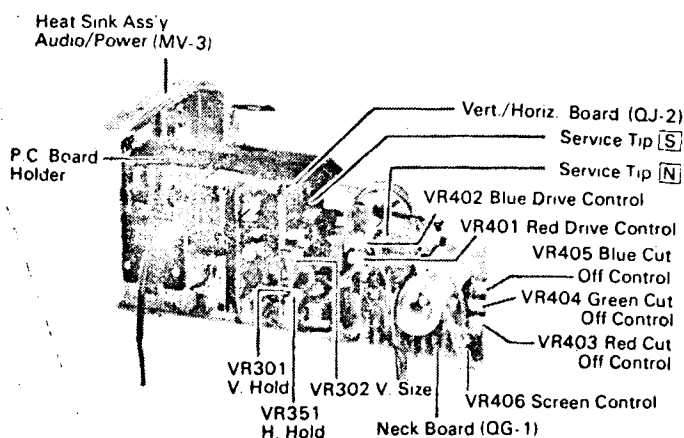 Heat Sink Ass'y
Audio/Power (MV-3)
P.C. Board
Holder
Vert./Horiz. Board (QJ-2)
Service Tip S
Service Tip N
VR402 Blue Drive Control
VR401 Red Drive Control
VR405 Blue Cut
Off Control
VR404 Green Cut
Off Control
VR403 Red Cut
Off Control
VR406 Screen Control
VR301
V. Hold
VR302 V. Size
VR351
H. Hold
Neck Board (QG-1)